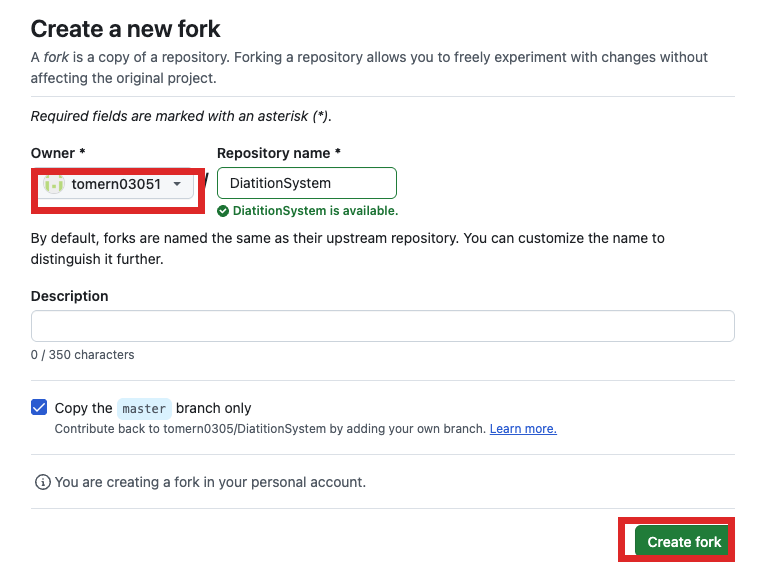 Create a new fork
A fork is a copy of a repository. Forking a repository allows you to freely experiment with changes without
affecting the original project.
Required fields are marked with an asterisk (*).
Owner * Repository name *
tomern03051 / DiatitionSystem
DiatitionSystem is available.
By default, forks are named the same as their upstream repository. You can customize the name to
distinguish it further.
Description
0 / 350 characters
Copy the master branch only
Contribute back to tomern0305/DiatitionSystem by adding your own branch. Learn more.
You are creating a fork in your personal account.
Create fork